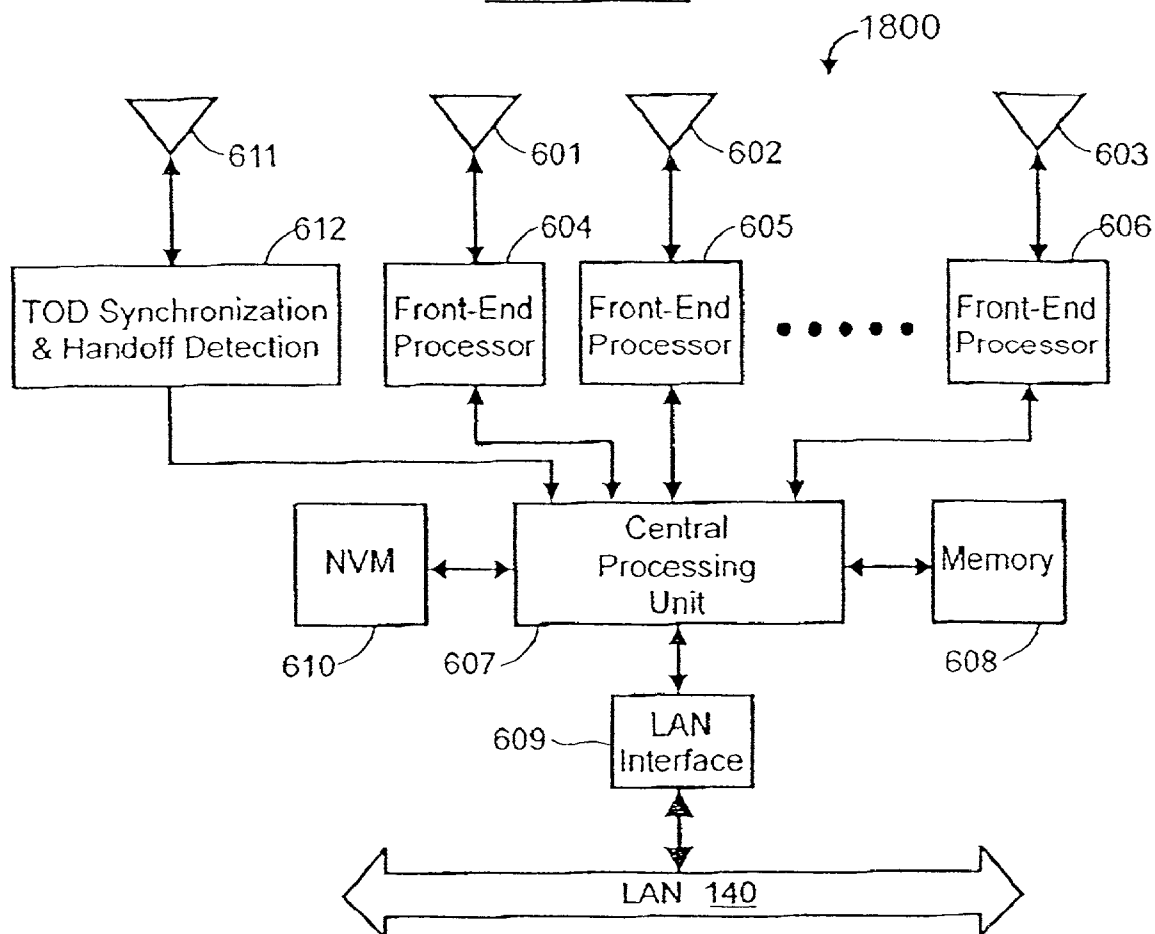 1800
611
601
602
603
612
604
605
606
TOD Synchronization
& Handoff Detection
Front-End
Processor
Front-End
Processor
Front-End
Processor
NVM
Central
Processing
Unit
Memory
610
607
608
609
LAN
Interface
LAN 140